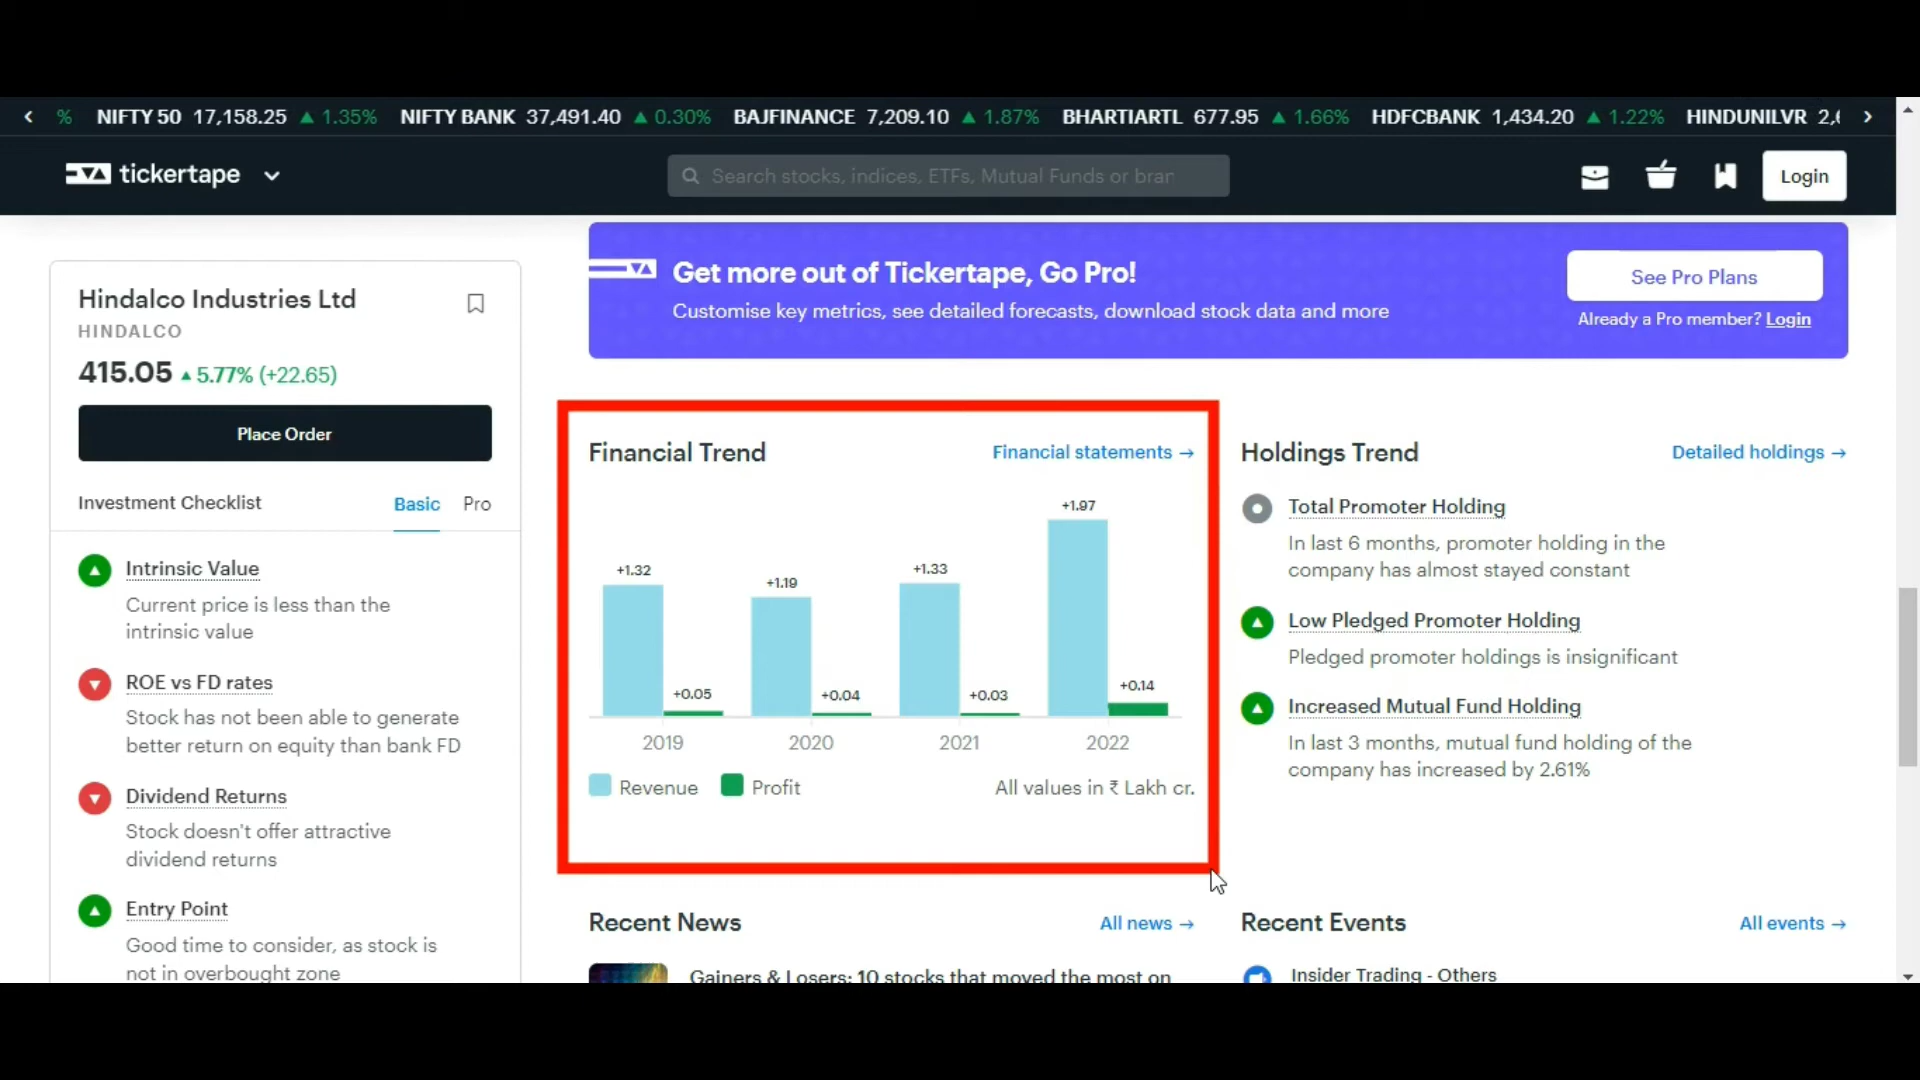 %
NIFTY 50 17,158.25 ▲ 1.35%
NIFTY BANK 37,491.40 ▲ 0.30%
BAJFINANCE 7,209.10 ▲ 1.87%
BHARTIARTL 677.95 ▲ 1.66%
HDFCBANK 1,434.20 ▲ 1.22%
HINDUNILVR
tickertape
Search stocks, indices, ETFs, Mutual Funds or bran
Login
Get more out of Tickertape, Go Pro!
Customise key metrics, see detailed forecasts, download stock data and more
See Pro Plans
Already a Pro member? Login
Hindalco Industries Ltd
HINDALCO
415.05 ▲ 5.77% (+22.65)
Place Order
Investment Checklist
Basic
Pro
Intrinsic Value
Current price is less than the
intrinsic value
ROE vs FD rates
Stock has not been able to generate
better return on equity than bank FD
Dividend Returns
Stock doesn't offer attractive
dividend returns
Entry Point
Good time to consider, as stock is
not in overbought zone
Financial Trend
Financial statements →
+1.32
+0.05
+1.19
+0.04
+1.33
+0.03
+1.97
+0.14
2019
2020
2021
2022
Revenue
Profit
All values in ₹ Lakh cr.
Holdings Trend
Detailed holdings →
Total Promoter Holding
In last 6 months, promoter holding in the
company has almost stayed constant
Low Pledged Promoter Holding
Pledged promoter holdings is insignificant
Increased Mutual Fund Holding
In last 3 months, mutual fund holding of the
company has increased by 2.61%
Recent News
All news →
Gainers & Losers: 10 stocks that moved the most on
Recent Events
All events →
Insider Trading - Others